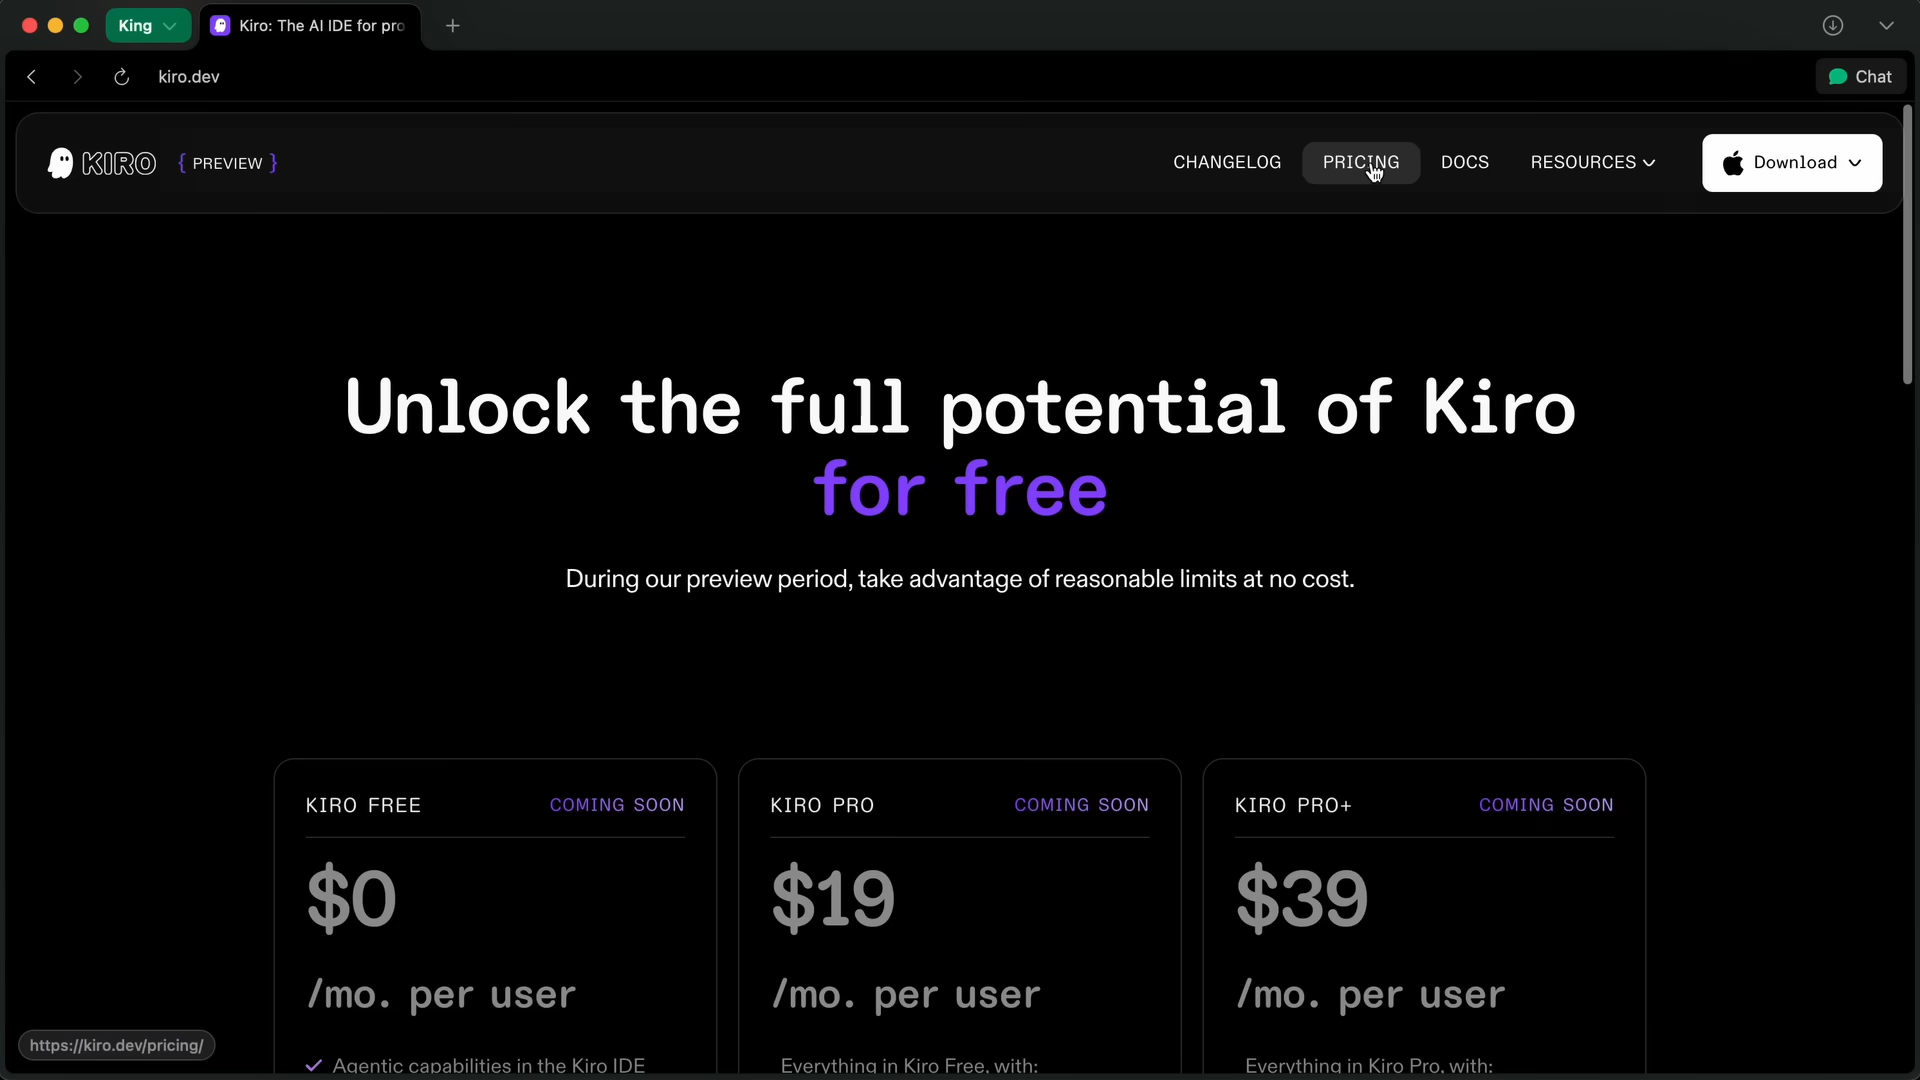 King
Kiro: The AI IDE for pro
kiro.dev
Chat
KIRO
{ PREVIEW }
CHANGELOG
PRICING
DOCS
RESOURCES
Download
Unlock the full potential of Kiro
for free
During our preview period, take advantage of reasonable limits at no cost.
KIRO FREE
COMING SOON
$0
/mo. per user
Agentic capabilities in the Kiro IDE
KIRO PRO
COMING SOON
$19
/mo. per user
Everything in Kiro Free, with:
KIRO PRO+
COMING SOON
$39
/mo. per user
Everything in Kiro Pro, with:
https://kiro.dev/pricing/